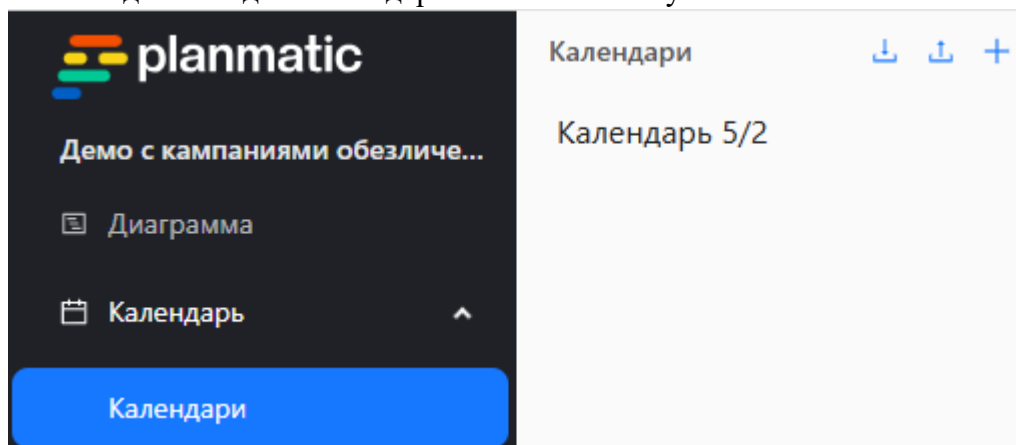 planmatic
Демо с кампаниями обезличе...
Диаграмма
Календарь
Календари
Календари
Календарь 5/2